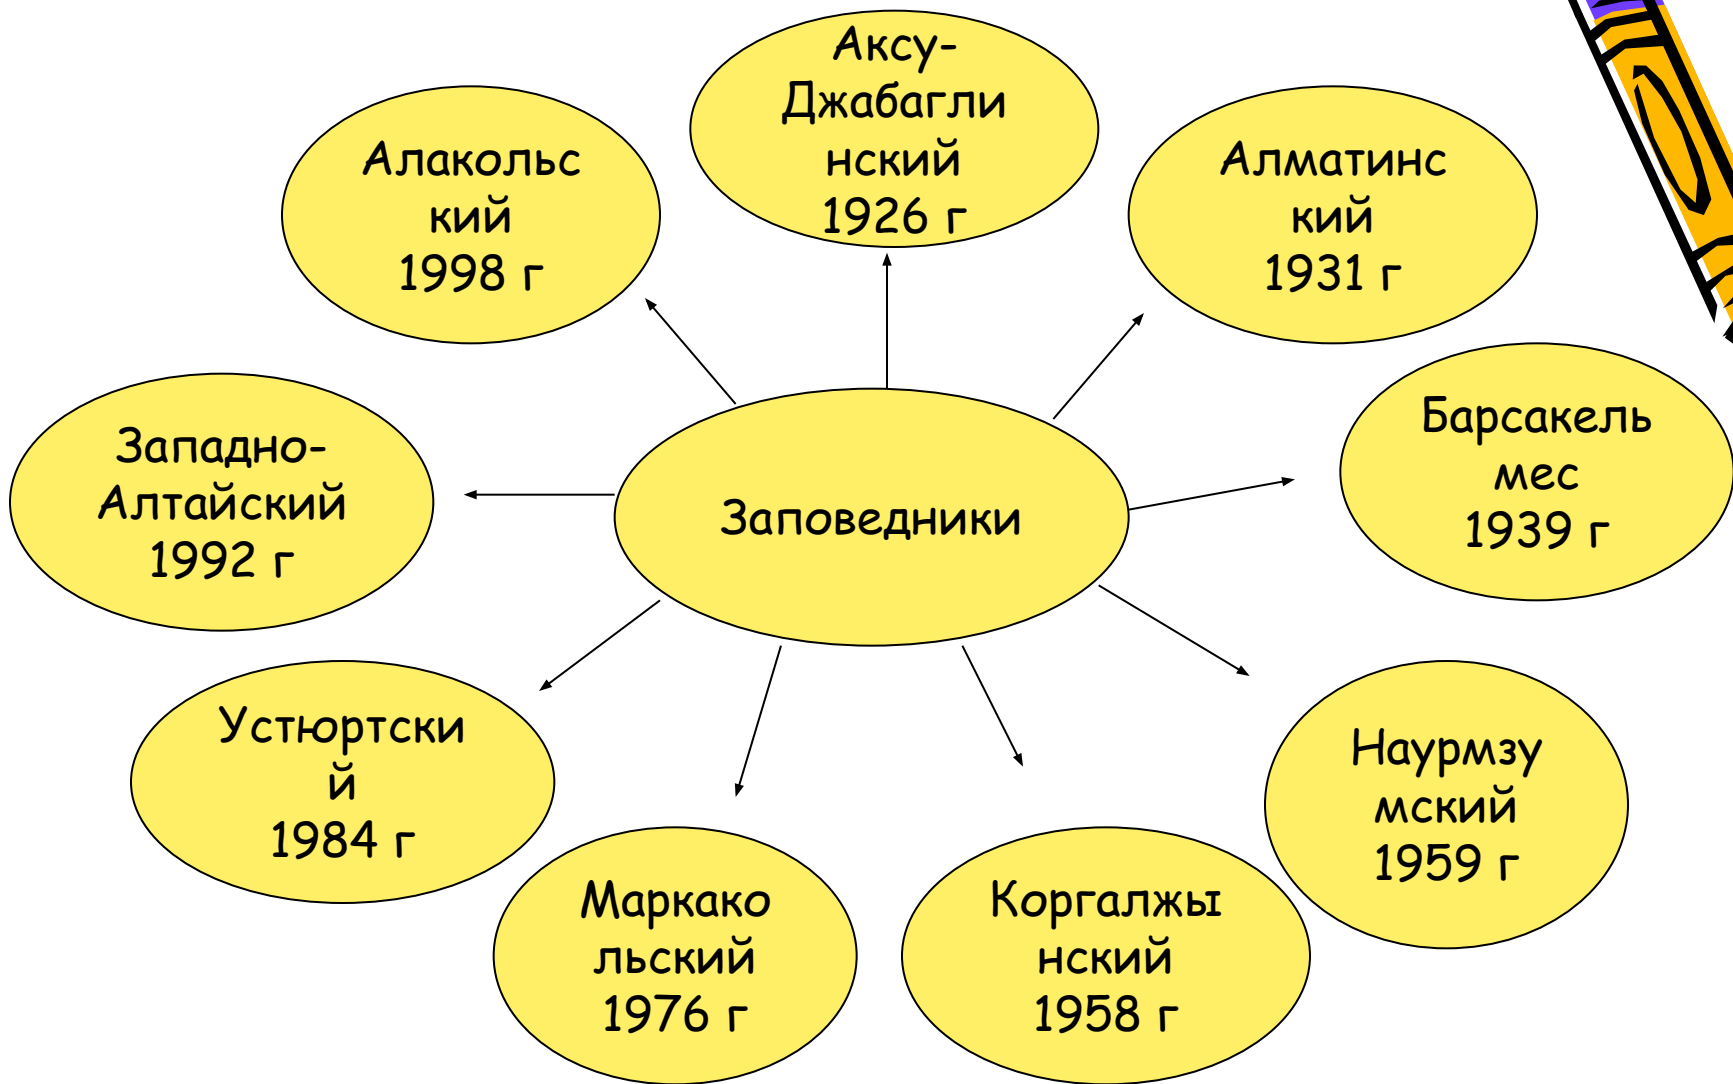 Аксу-
Джабагли
нский
1926 г
Алакольс
кий
1998 г
Алматинс
кий
1931 г
Барсакель
мес
1939 г
Западно-
Алтайский
1992 г
Заповедники
Устюртски
й
1984 г
Наурмзу
мский
1959 г
Маркако
льский
1976 г
Коргалжы
нский
1958 г